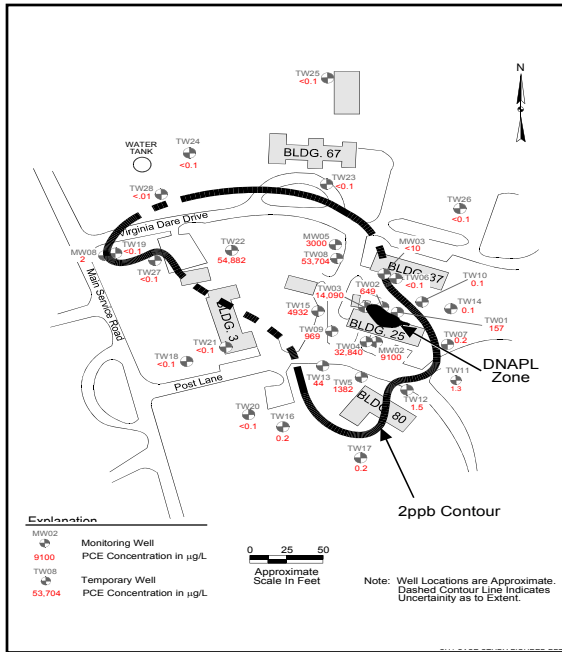 TW25
<0.1
N
WATER
TANK
TW24
<0.1
BLDG. 67
TW23
<0.1
TW28
<.01
TW26
<0.1
Virginia Dare Drive
MW08
2
TW19
<0.1
TW27
<0.1
TW22
54,882
MW05
3000
TW08
53,704
MW03
<10
BLDG. 37
TW06
<0.1
TW10
0.1
TW14
0.1
TW02
649
TW03
14,090
TW15
4932
TW01
157
Main Service Road
BLDG. 3
TW09
969
BLDG. 25
TW04
32,840
MW02
9100
TW07
0.2
DNAPL
Zone
TW21
<0.1
TW18
<0.1
Post Lane
TW13
44
TW5
1382
TW11
1.3
TW12
1.5
BLDG. 80
TW20
<0.1
TW16
0.2
TW17
0.2
2ppb Contour
Explanation
MW02
Monitoring Well
9100 PCE Concentration in µg/L
TW08
Temporary Well
53,704 PCE Concentration in µg/L
0 25 50
Approximate
Scale In Feet
Note: Well Locations are Approximate.
Dashed Contour Line Indicates
Uncertainty as to Extent.